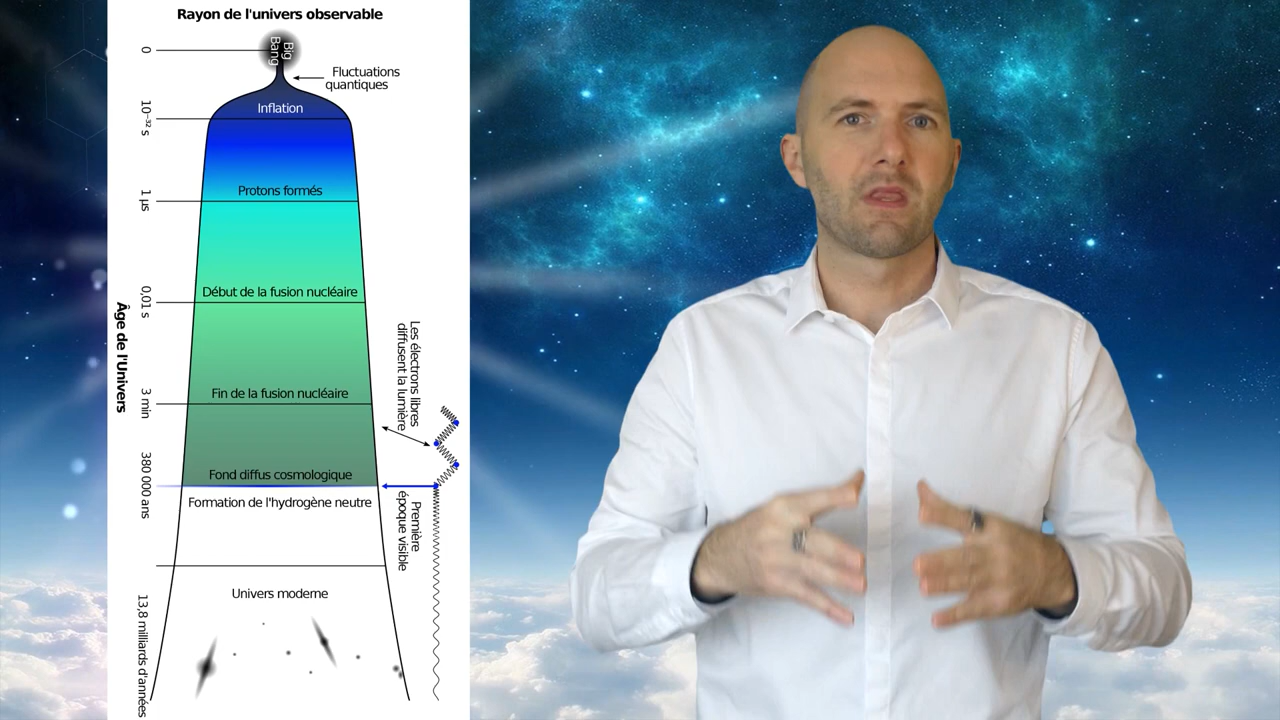 Rayon de l'univers observable
0
Big
Bang
Fluctuations
quantiques
Inflation
10⁻³² s
Protons formés
1 µs
Début de la fusion nucléaire
0,01 s
Âge de l'Univers
Les électrons libres
diffusent la lumière
Fin de la fusion nucléaire
3 min
Fond diffus cosmologique
380 000 ans
Formation de l'hydrogène neutre
Première
époque visible
Univers moderne
13,8 milliards d'années